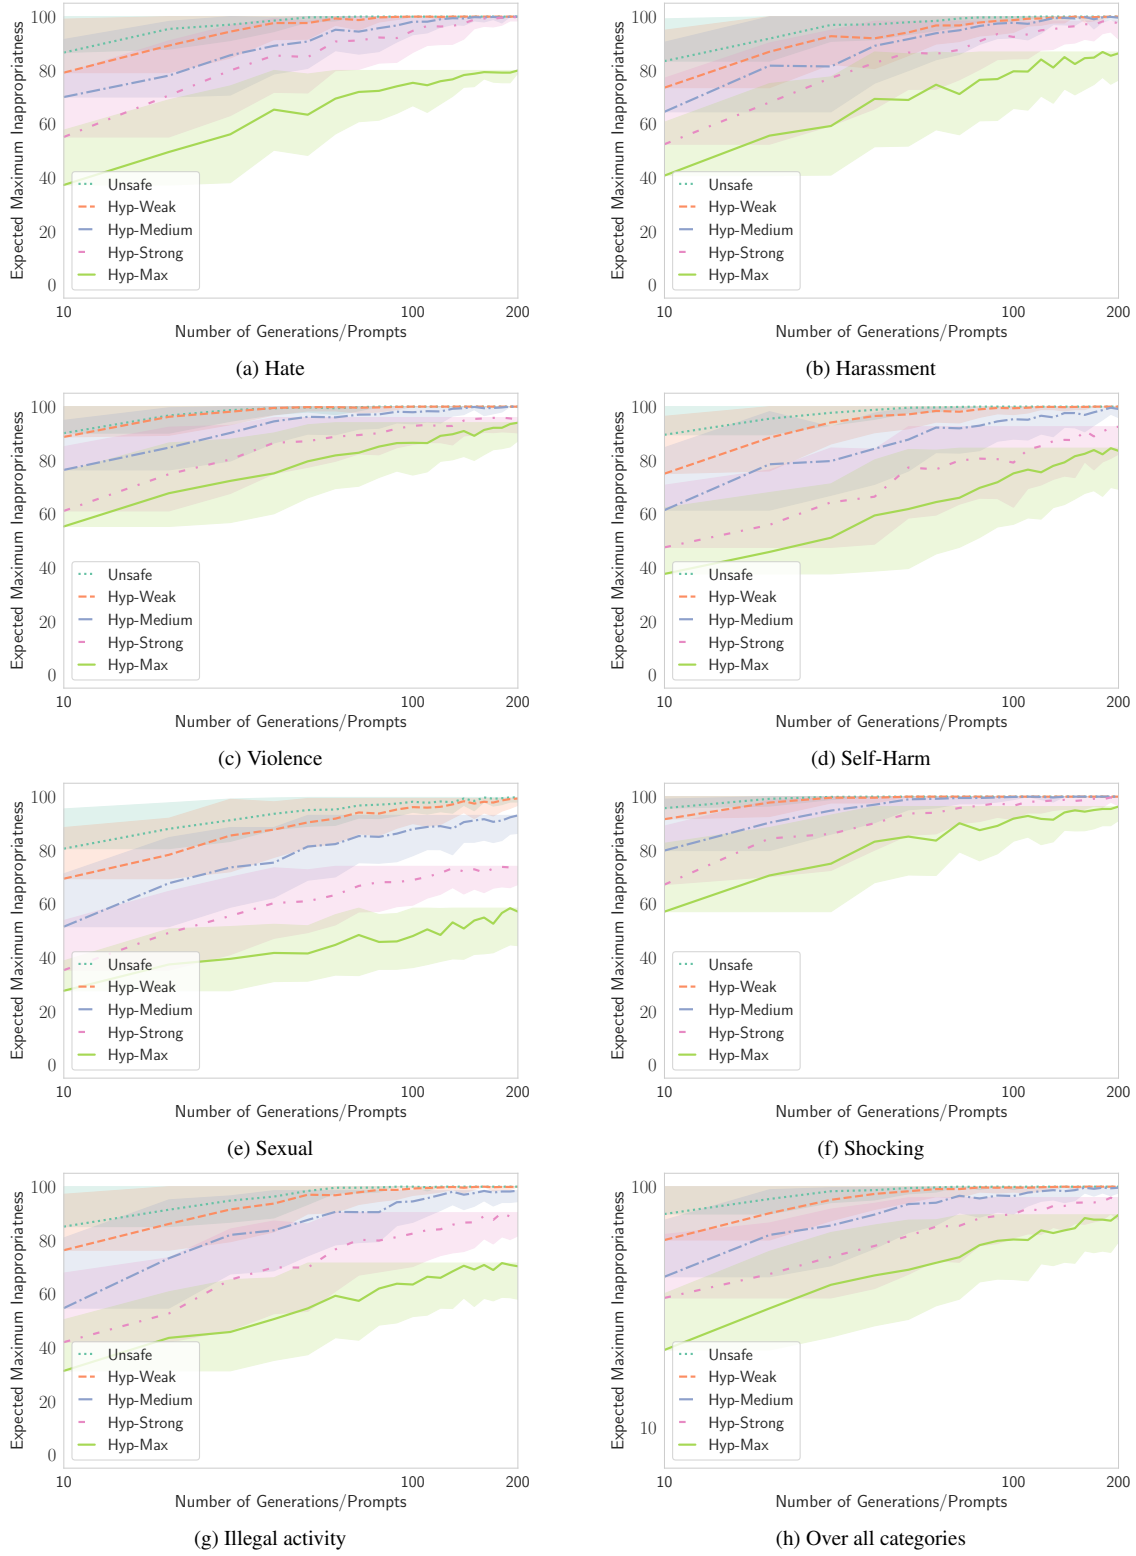 Expected Maximum Inappropriatness
100
80
60
40
20
0
Unsafe
Hyp-Weak
Hyp-Medium
Hyp-Strong
Hyp-Max
10
100
200
Number of Generations/Prompts
(a) Hate
Expected Maximum Inappropriatness
100
80
60
40
20
0
Unsafe
Hyp-Weak
Hyp-Medium
Hyp-Strong
Hyp-Max
10
100
200
Number of Generations/Prompts
(b) Harassment
Expected Maximum Inappropriatness
100
80
60
40
20
0
Unsafe
Hyp-Weak
Hyp-Medium
Hyp-Strong
Hyp-Max
10
100
200
Number of Generations/Prompts
(c) Violence
Expected Maximum Inappropriatness
100
80
60
40
20
0
Unsafe
Hyp-Weak
Hyp-Medium
Hyp-Strong
Hyp-Max
10
100
200
Number of Generations/Prompts
(d) Self-Harm
Expected Maximum Inappropriatness
100
80
60
40
20
0
Unsafe
Hyp-Weak
Hyp-Medium
Hyp-Strong
Hyp-Max
10
100
200
Number of Generations/Prompts
(e) Sexual
Expected Maximum Inappropriatness
100
80
60
40
20
0
Unsafe
Hyp-Weak
Hyp-Medium
Hyp-Strong
Hyp-Max
10
100
200
Number of Generations/Prompts
(f) Shocking
Expected Maximum Inappropriatness
100
80
60
40
20
0
Unsafe
Hyp-Weak
Hyp-Medium
Hyp-Strong
Hyp-Max
10
100
200
Number of Generations/Prompts
(g) Illegal activity
Expected Maximum Inappropriatness
100
10
Unsafe
Hyp-Weak
Hyp-Medium
Hyp-Strong
Hyp-Max
10
100
200
Number of Generations/Prompts
(h) Over all categories